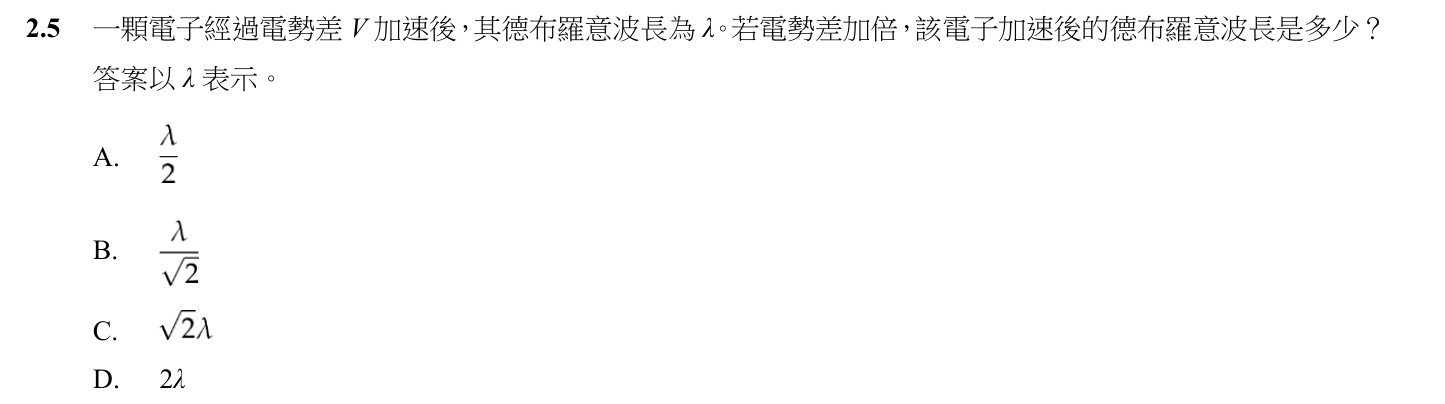 2.5 一顆電子經過電勢差 V 加速後，其德布羅意波長為 λ。若電勢差加倍，該電子加速後的德布羅意波長是多少？
答案以 λ 表示。
A. λ/2
B. λ/√2
C. √2λ
D. 2λ